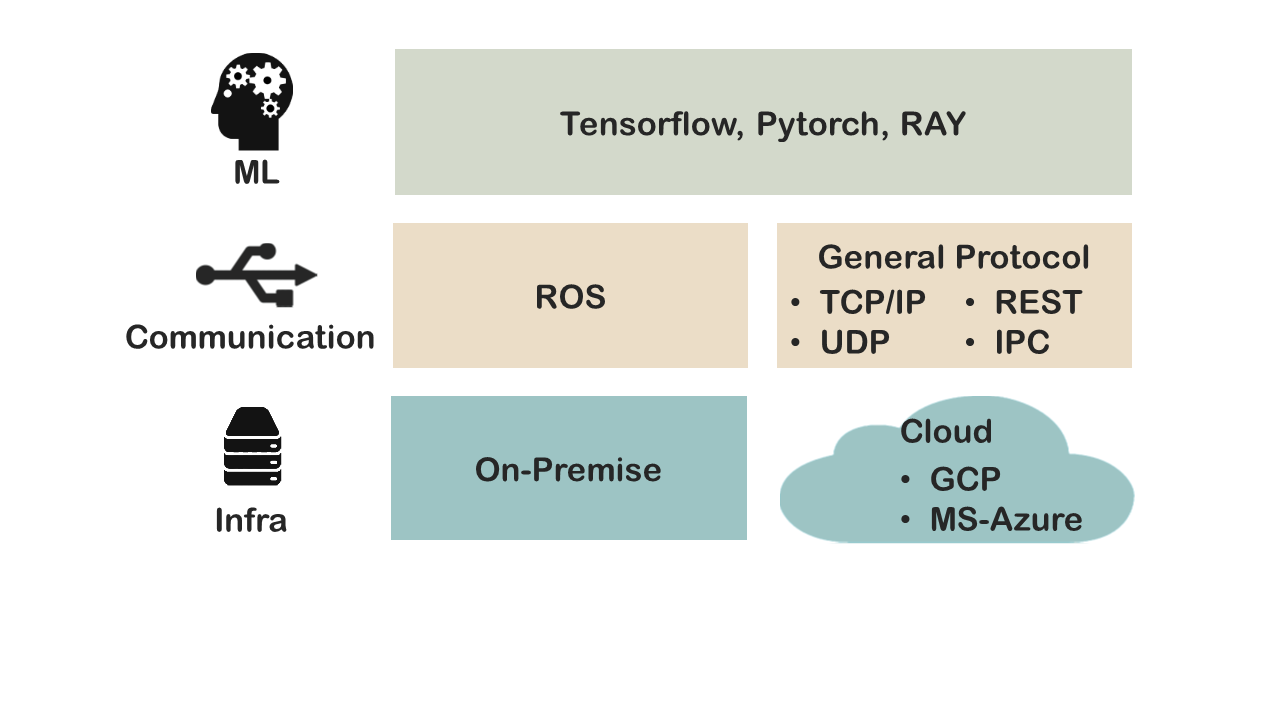 Tensorflow, Pytorch, RAY
ML
ROS
General Protocol
• TCP/IP
• UDP
• REST
• IPC
Communication
On-Premise
Cloud
• GCP
• MS-Azure
Infra